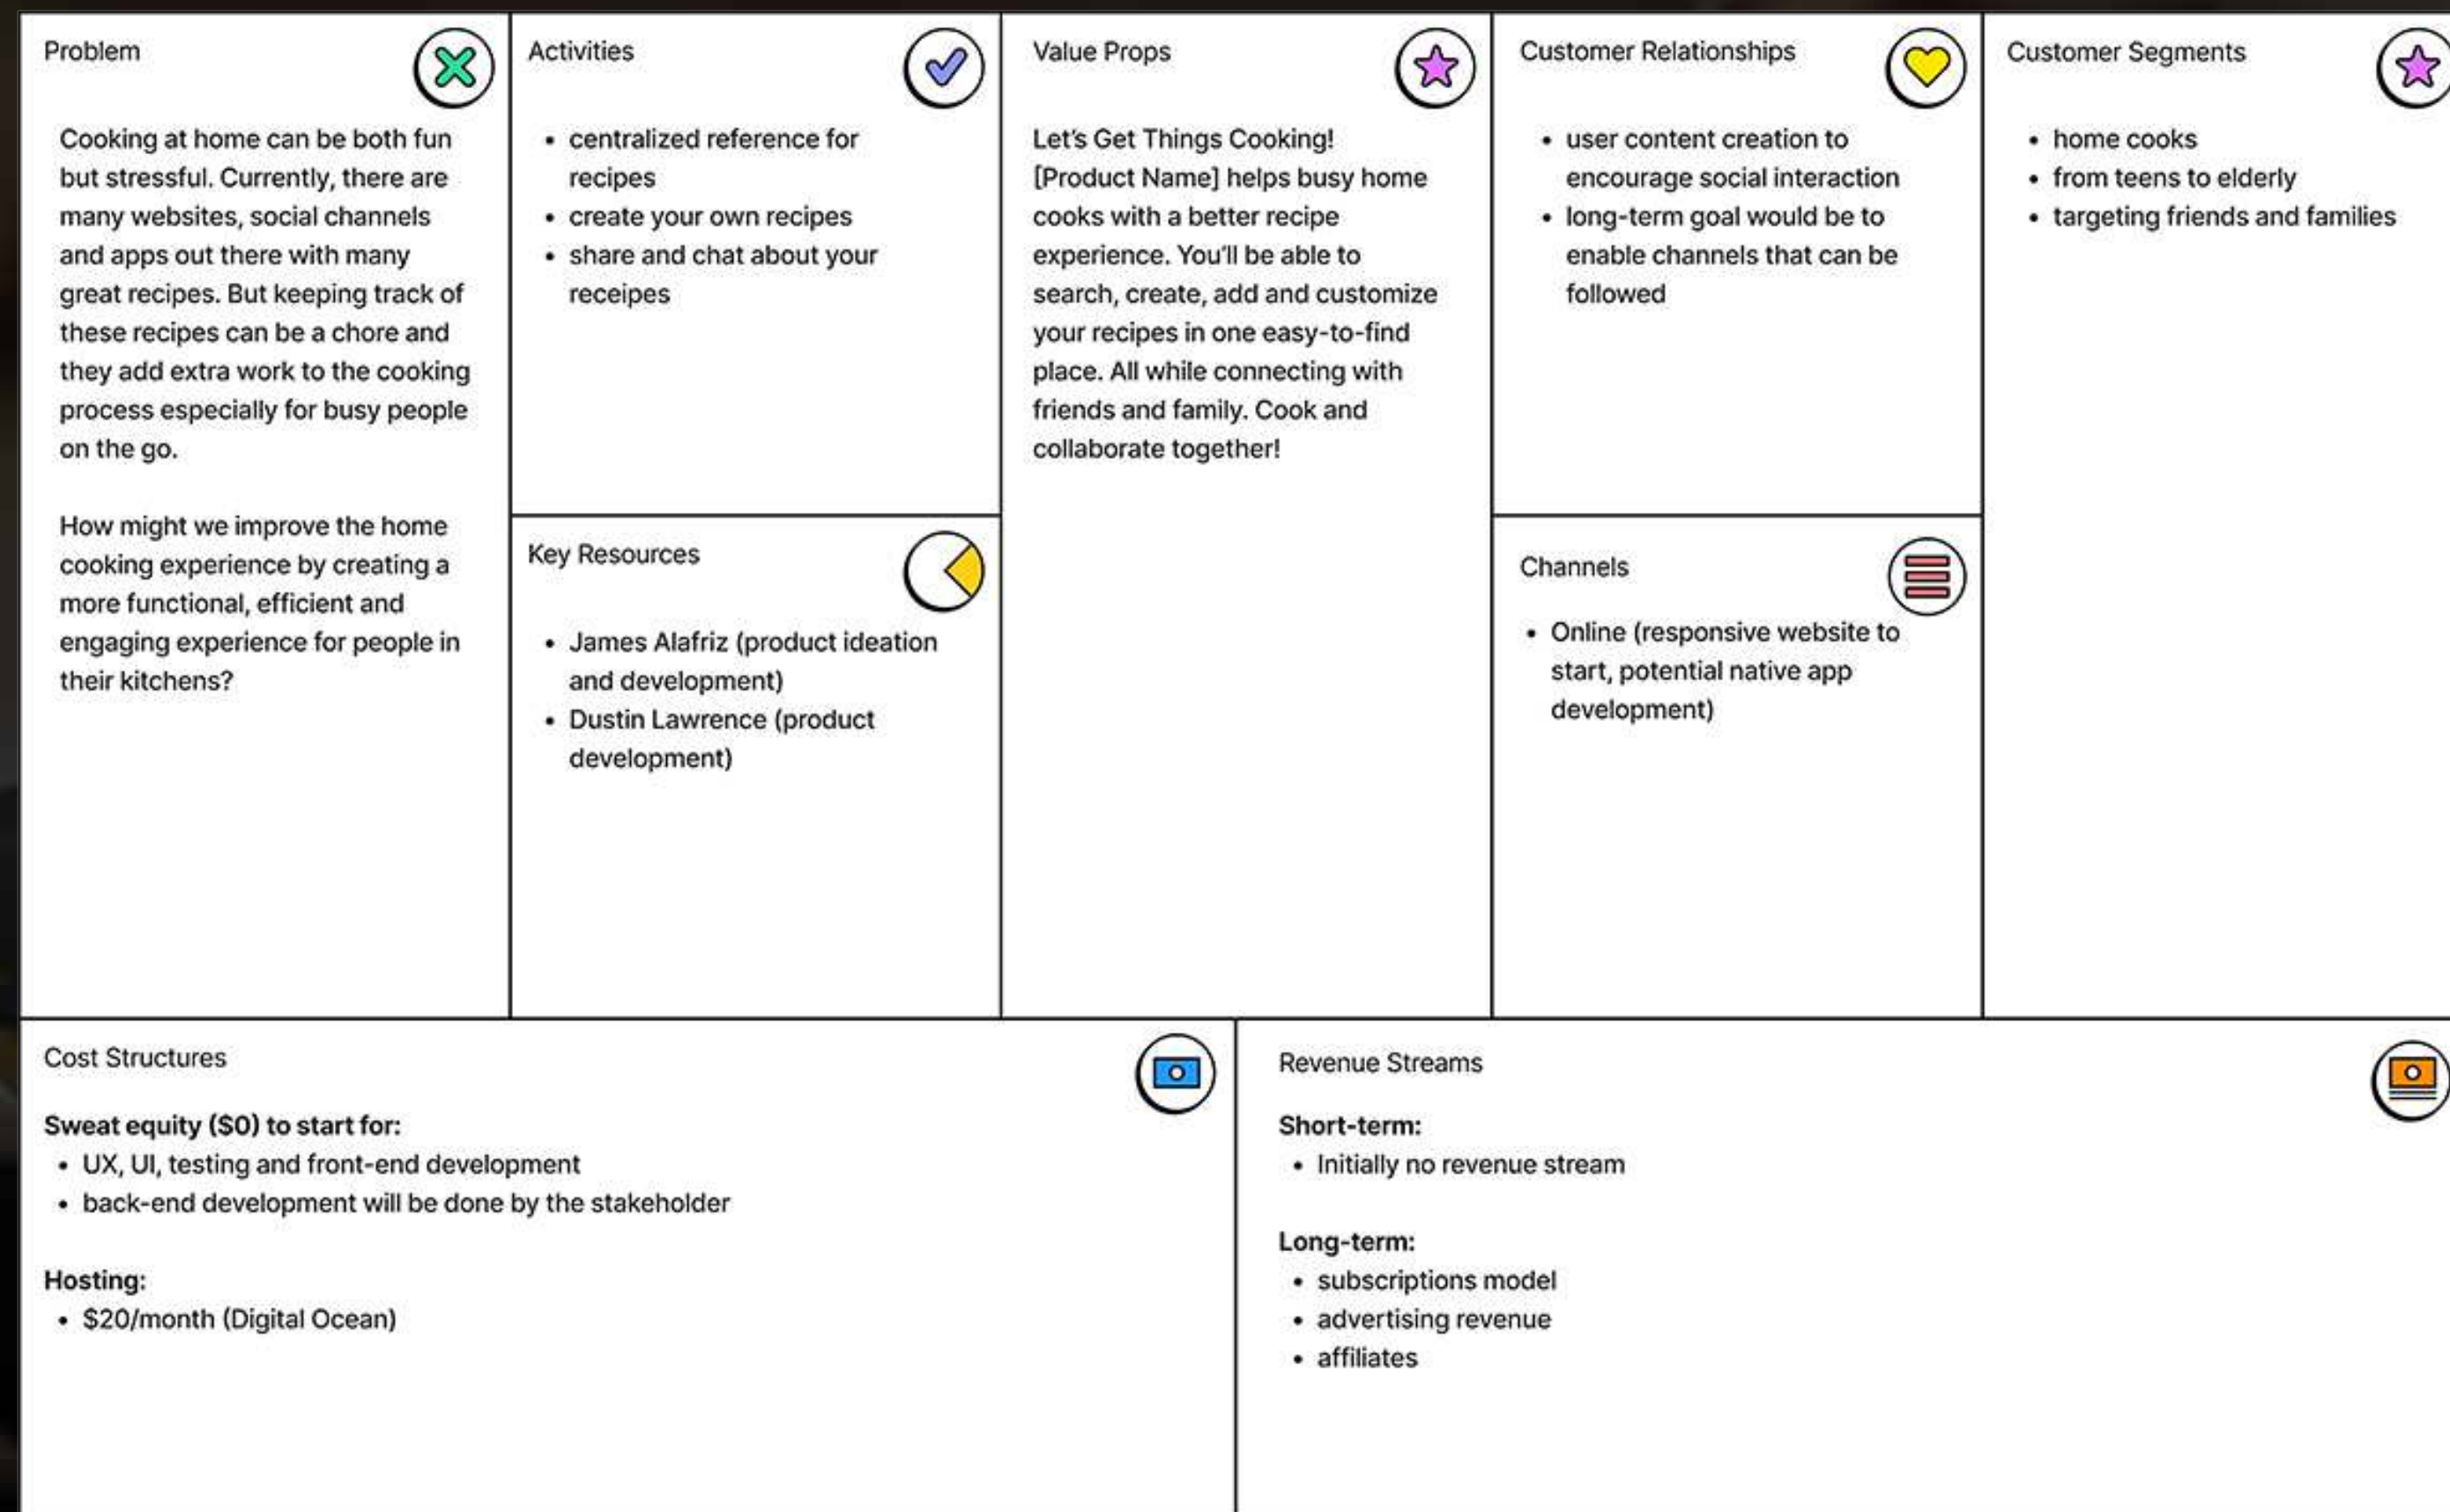 Problem
Cooking at home can be both fun
but stressful. Currently, there are
many websites, social channels
and apps out there with many
great recipes. But keeping track of
these recipes can be a chore and
they add extra work to the cooking
process especially for busy people
on the go.
How might we improve the home
cooking experience by creating a
more functional, efficient and
engaging experience for people in
their kitchens?
Activities
• centralized reference for
recipes
• create your own recipes
• share and chat about your
receipes
Key Resources
• James Alafriz (product ideation
and development)
• Dustin Lawrence (product
development)
Value Props
Let's Get Things Cooking!
[Product Name] helps busy home
cooks with a better recipe
experience. You'll be able to
search, create, add and customize
your recipes in one easy-to-find
place. All while connecting with
friends and family. Cook and
collaborate together!
Customer Relationships
• user content creation to
encourage social interaction
• long-term goal would be to
enable channels that can be
followed
Channels
• Online (responsive website to
start, potential native app
development)
Customer Segments
• home cooks
• from teens to elderly
• targeting friends and families
Cost Structures
Sweat equity ($0) to start for:
• UX, UI, testing and front-end development
• back-end development will be done by the stakeholder
Hosting:
• $20/month (Digital Ocean)
Revenue Streams
Short-term:
• Initially no revenue stream
Long-term:
• subscriptions model
• advertising revenue
• affiliates